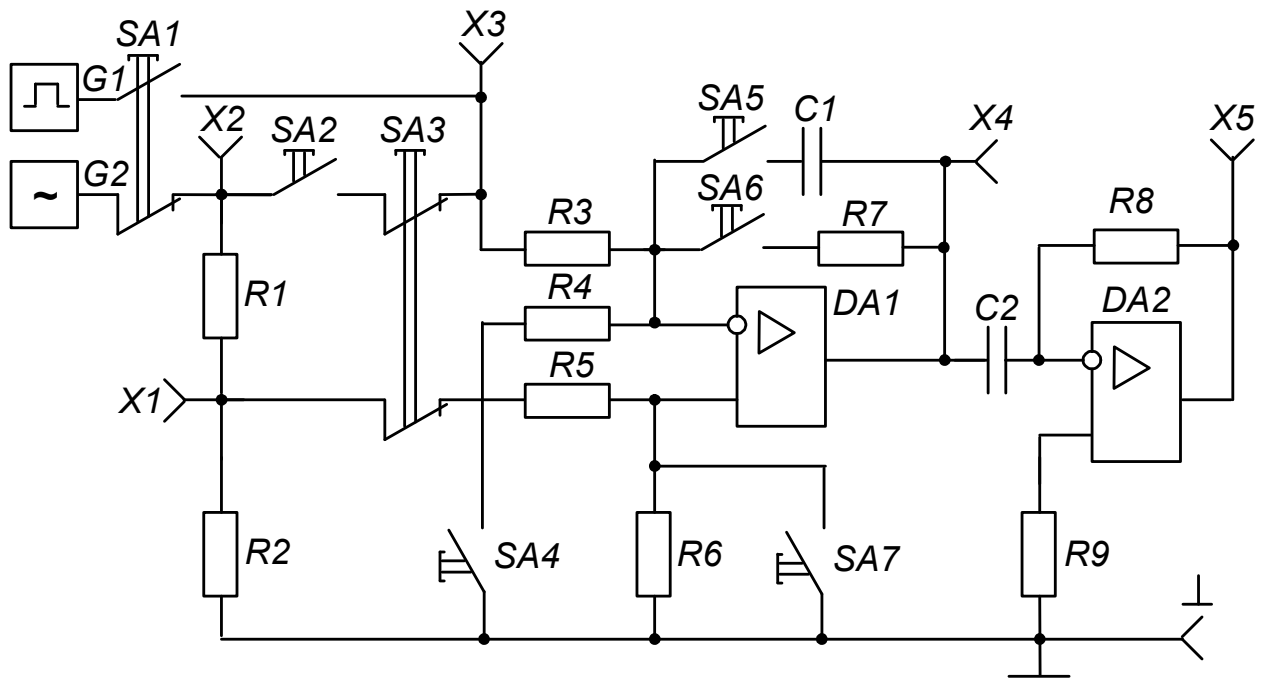 X3
SA1
G1
X2
SA2
SA3
SA5
C1
X4
X5
~
G2
SA6
R3
R7
R8
R1
R4
DA1
C2
DA2
R5
X1
R2
SA4
R6
SA7
R9